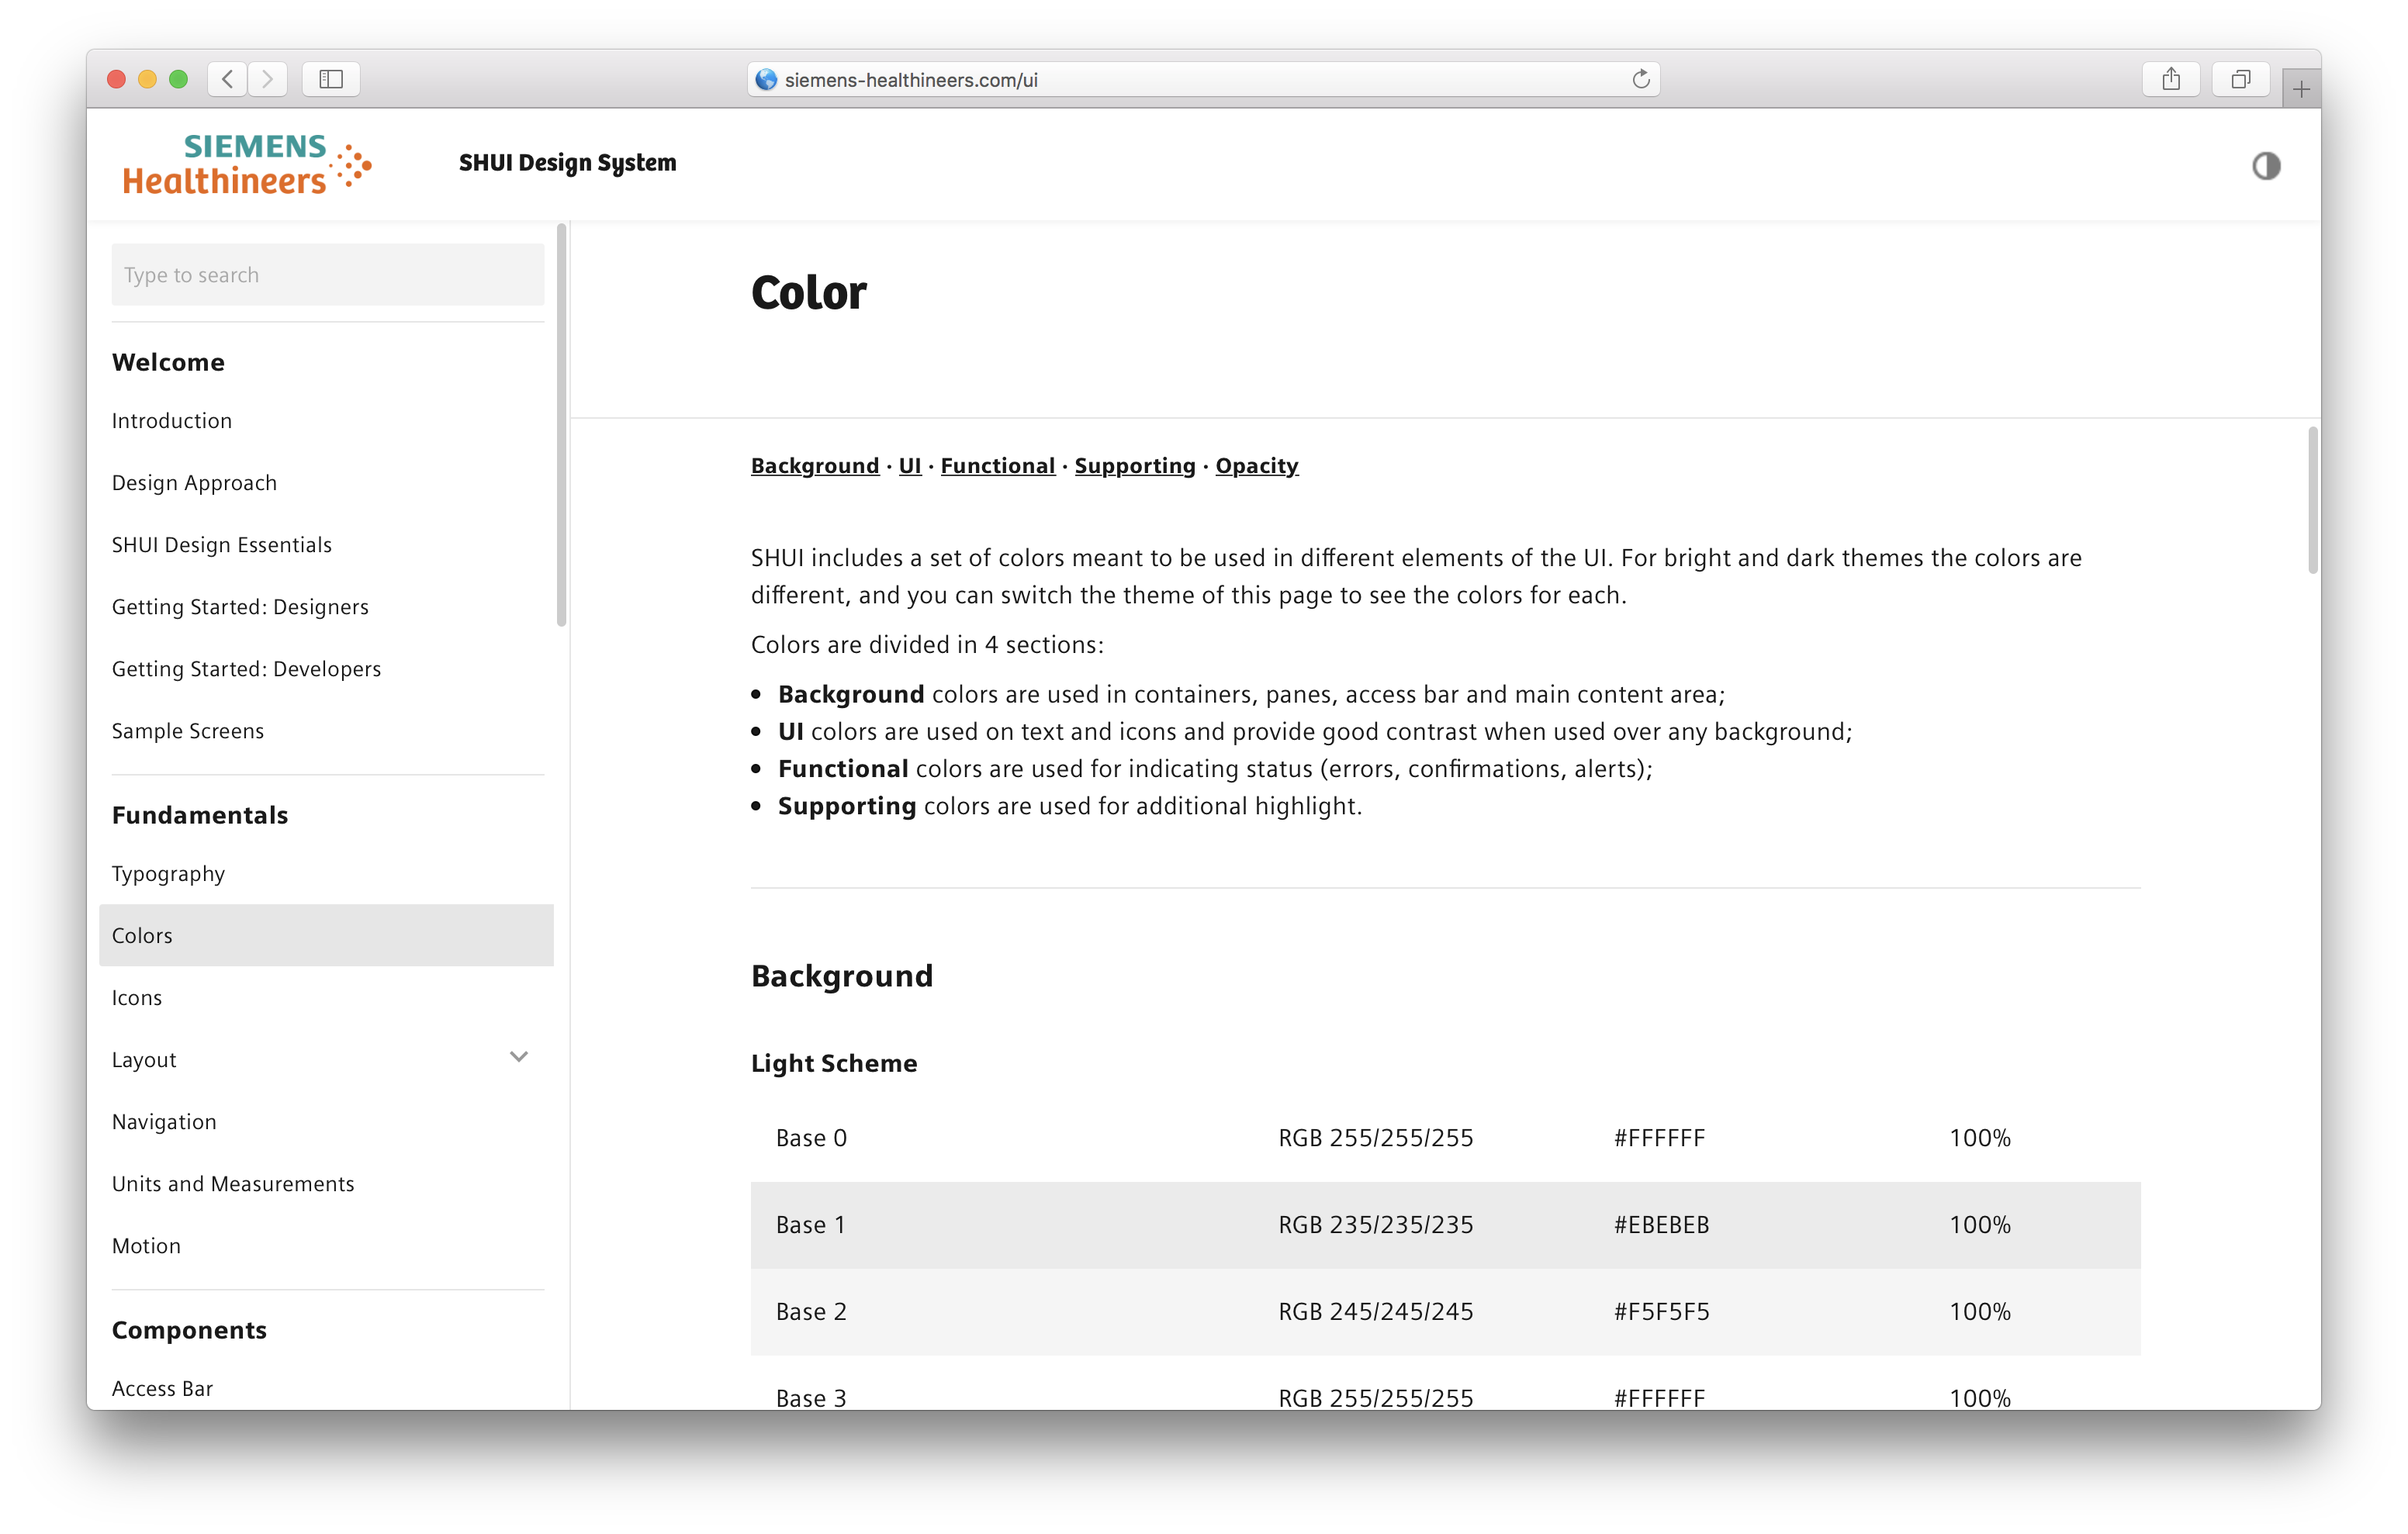 siemens-healthineers.com/ui
SIEMENS
Healthineers
SHUI Design System
Type to search
Welcome
Introduction
Design Approach
SHUI Design Essentials
Getting Started: Designers
Getting Started: Developers
Sample Screens
Fundamentals
Typography
Colors
Icons
Layout
Navigation
Units and Measurements
Motion
Components
Access Bar
Color
Background · UI · Functional · Supporting · Opacity
SHUI includes a set of colors meant to be used in different elements of the UI. For bright and dark themes the colors are
different, and you can switch the theme of this page to see the colors for each.
Colors are divided in 4 sections:
• Background colors are used in containers, panes, access bar and main content area;
• UI colors are used on text and icons and provide good contrast when used over any background;
• Functional colors are used for indicating status (errors, confirmations, alerts);
• Supporting colors are used for additional highlight.
Background
Light Scheme
Base 0 RGB 255/255/255 #FFFFFF 100%
Base 1 RGB 235/235/235 #EBEBEB 100%
Base 2 RGB 245/245/245 #F5F5F5 100%
Base 3 RGB 255/255/255 #FFFFFF 100%